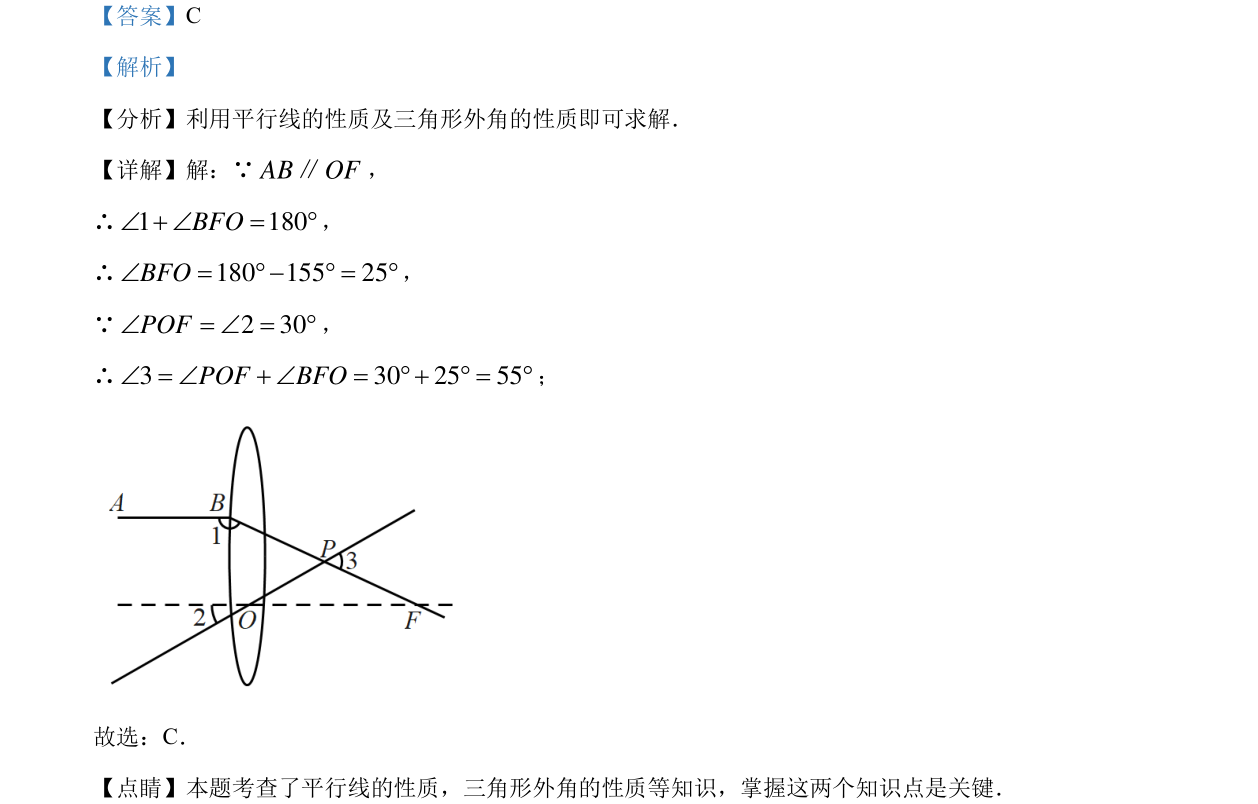 【答案】C
【解析】
【分析】利用平行线的性质及三角形外角的性质即可求解．
【详解】解：∵ AB∥OF，
∴∠1+∠BFO=180°，
∴∠BFO=180°−155°=25°，
∵∠POF=∠2=30°，
∴∠3=∠POF+∠BFO=30°+25°=55°；
A B
1
P 3
2 O F
故选：C．
【点睛】本题考查了平行线的性质，三角形外角的性质等知识，掌握这两个知识点是关键．